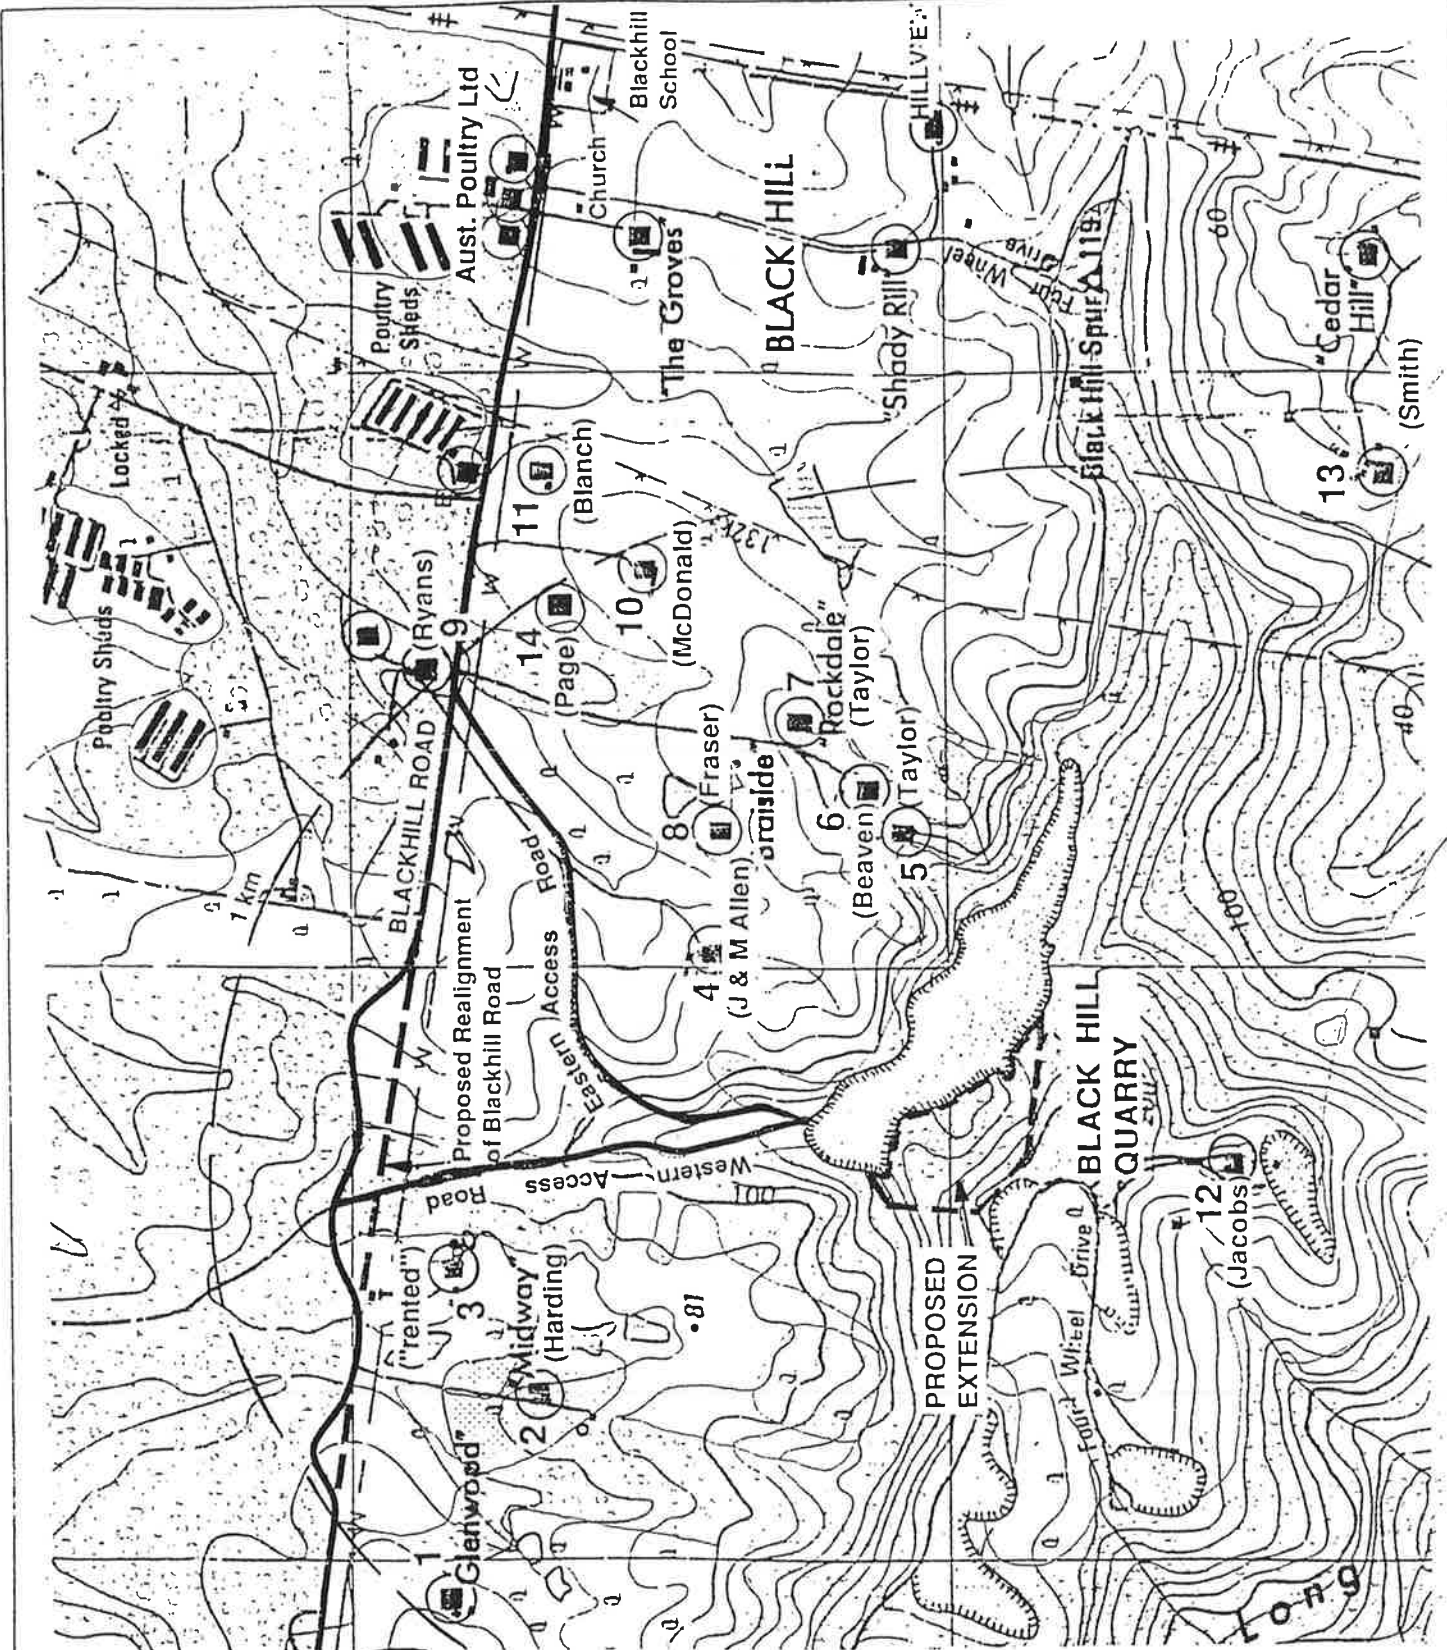 Blackhill
School
Aust. Poultry Ltd
Church
HILLVIEW
Poultry
Sheds
"The Groves"
BLACK HILL
"Shady Rill"
Four Wheel
Drive
Black Hill Spur 119
60
"Cedar
Hill"
(Smith)
13
Locked
Poultry Sheds
11
(Blanch)
W
132kV
(Ryans)
9
14
(Page)
10
(McDonald)
7
"Rockdale"
(Taylor)
8
(Fraser)
"Braiside"
6
(Beaven)
5
(Taylor)
40
BLACKHILL ROAD
1 km
W
Eastern Access Road
4
(J & M Allen)
100
Proposed Realignment
of Blackhill Road
W
Western Access Road
100
BLACK HILL
QUARRY
12
(Jacobs)
("rented")
3
"Midway"
(Harding)
2
81
PROPOSED
EXTENSION
Four Wheel Drive
1
"Glenwood"
W
Long